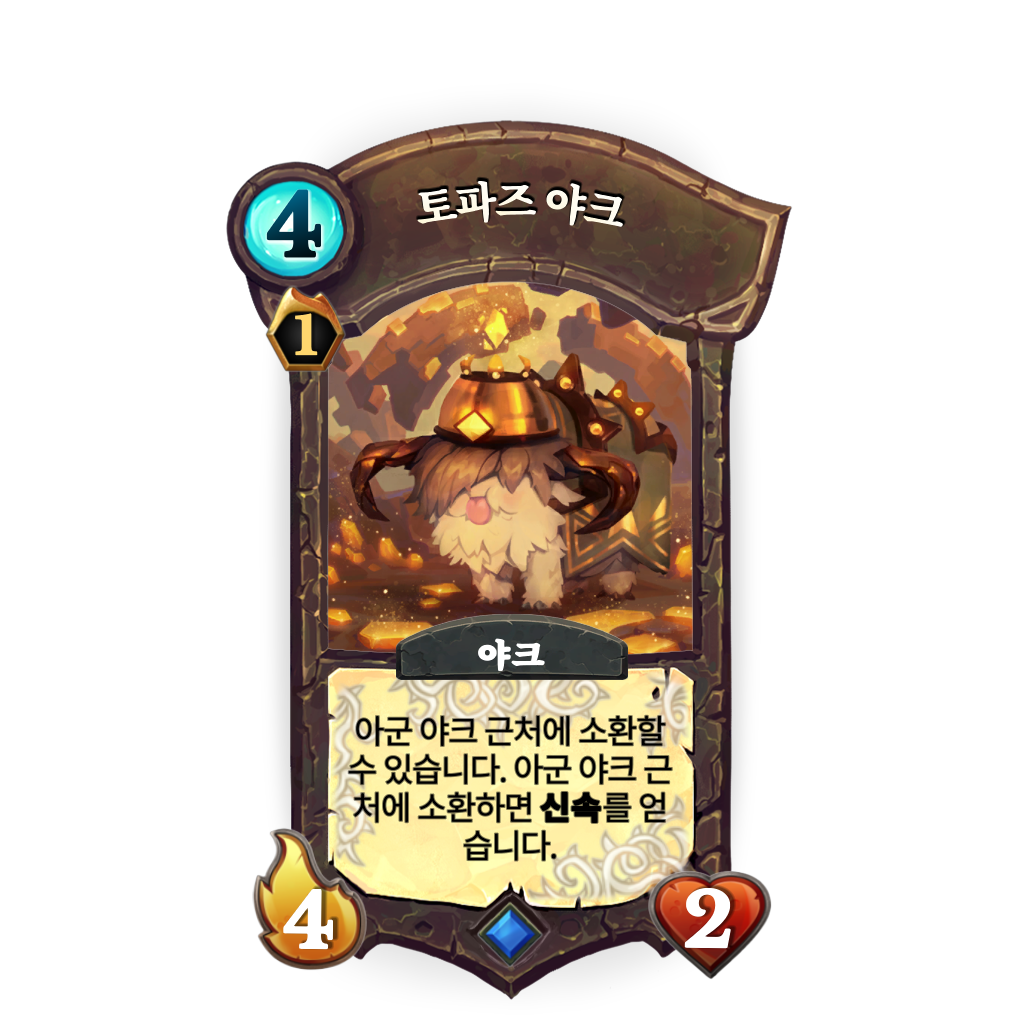 4
토파즈 야크
1
야크
아군 야크 근처에 소환할
수 있습니다. 아군 야크 근
처에 소환하면 신속를 얻
습니다.
4
2